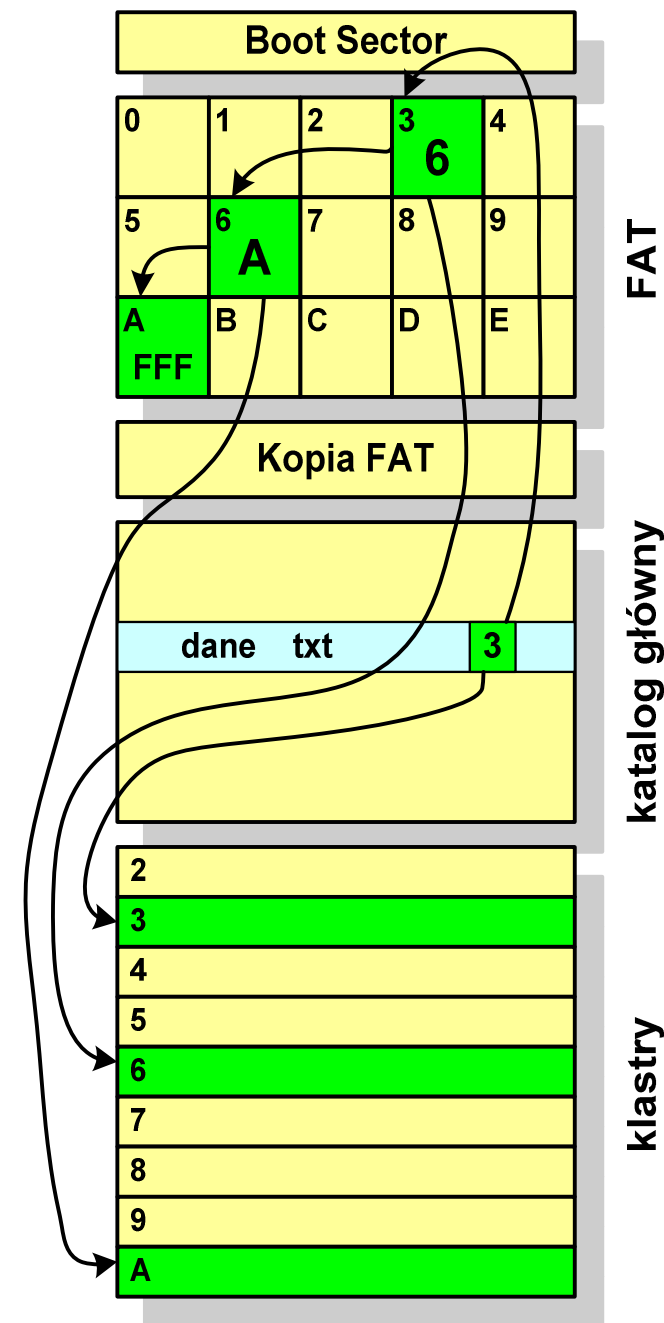 Boot Sector
0 1 2 3 4
6
5 6 7 8 9
A
A B C D E
FFF
FAT
Kopia FAT
dane txt 3
katalog główny
2
3
4
5
6
7
8
9
A
klastry